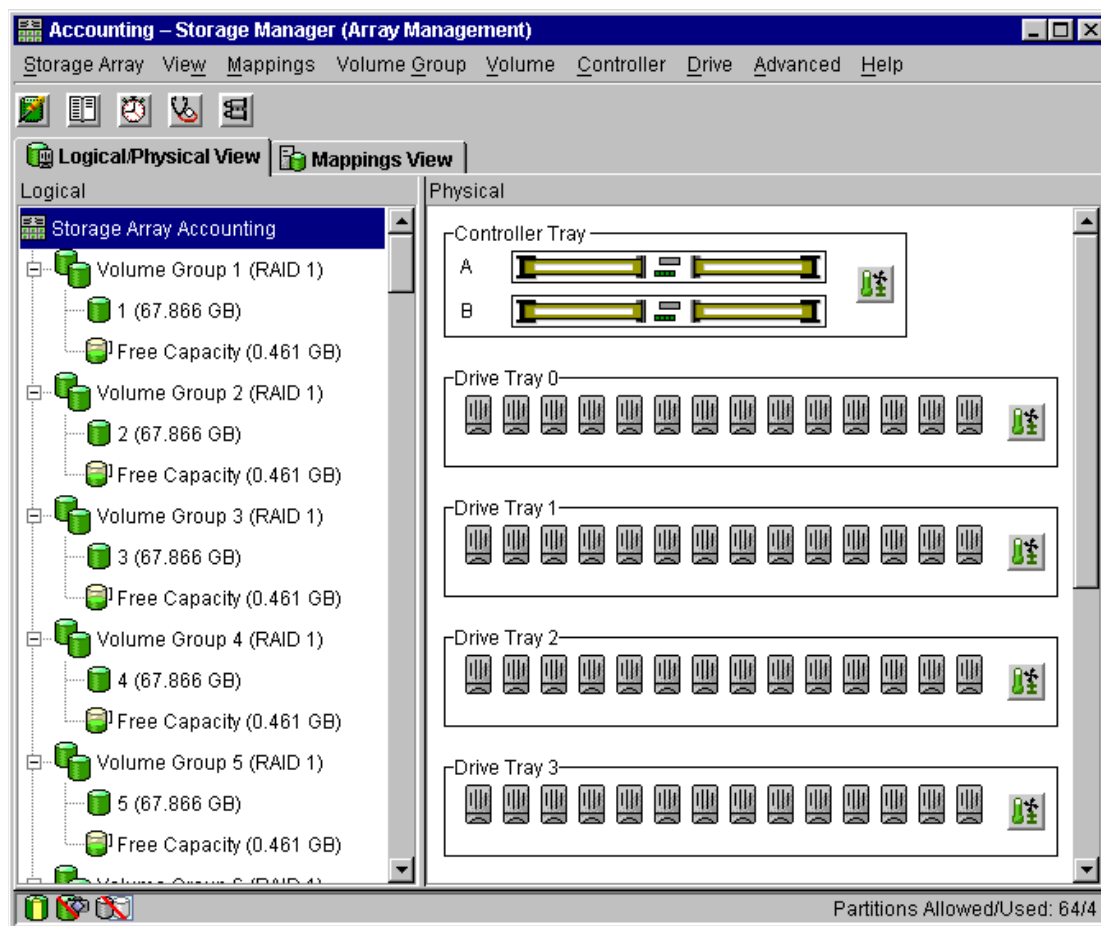 Accounting – Storage Manager (Array Management)
Storage Array View Mappings Volume Group Volume Controller Drive Advanced Help
Logical/Physical View
Mappings View
Logical
Storage Array Accounting
Volume Group 1 (RAID 1)
1 (67.866 GB)
Free Capacity (0.461 GB)
Volume Group 2 (RAID 1)
2 (67.866 GB)
Free Capacity (0.461 GB)
Volume Group 3 (RAID 1)
3 (67.866 GB)
Free Capacity (0.461 GB)
Volume Group 4 (RAID 1)
4 (67.866 GB)
Free Capacity (0.461 GB)
Volume Group 5 (RAID 1)
5 (67.866 GB)
Free Capacity (0.461 GB)
Volume Group 6 (RAID 1)
Physical
Controller Tray
A
B
Drive Tray 0
Drive Tray 1
Drive Tray 2
Drive Tray 3
Partitions Allowed/Used: 64/4